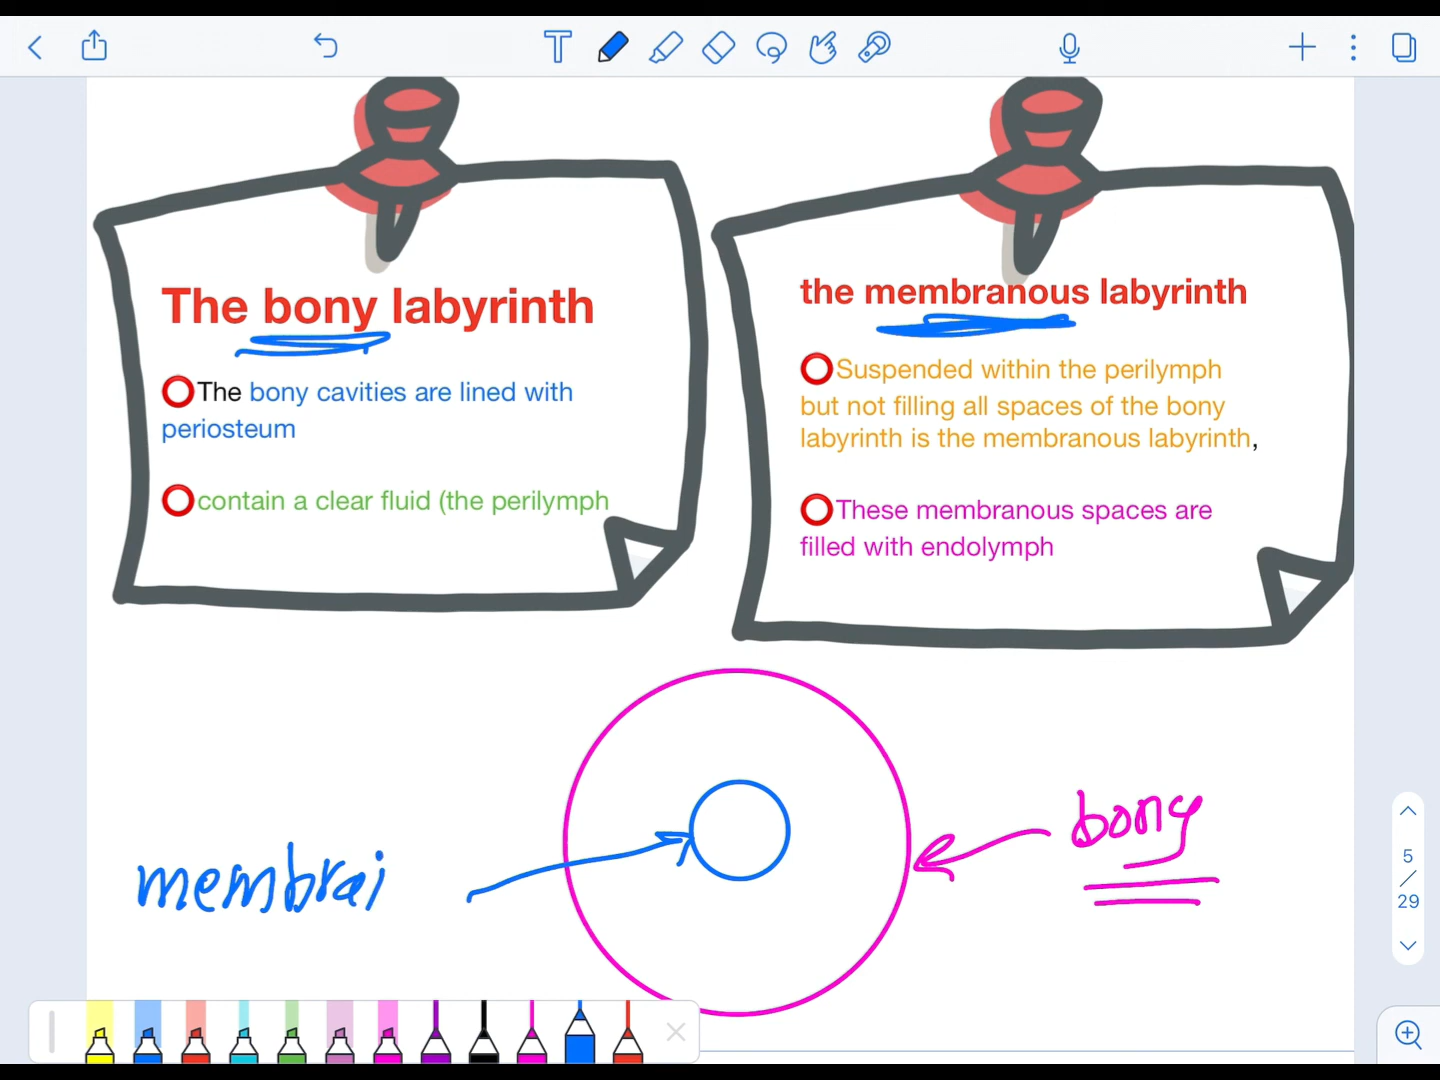 The bony labyrinth
⭕The bony cavities are lined with
periosteum
⭕contain a clear fluid (the perilymph
the membranous labyrinth
⭕Suspended within the perilymph
but not filling all spaces of the bony
labyrinth is the membranous labyrinth,
⭕These membranous spaces are
filled with endolymph
bony
membrai
5
/
29